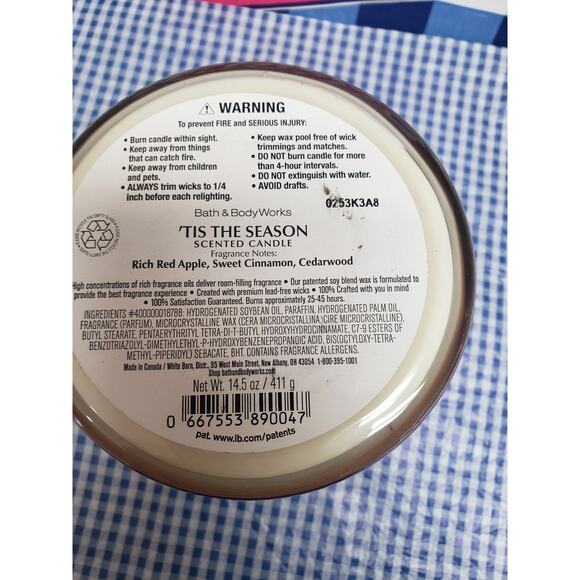 WARNING
To prevent FIRE and SERIOUS INJURY:
• Burn candle within sight.
• Keep away from things
that can catch fire.
• Keep away from children
and pets.
• ALWAYS trim wicks to 1/4
inch before each relighting.
• Keep wax pool free of wick
trimmings and matches.
• DO NOT burn candle for more
than 4-hour intervals.
• DO NOT extinguish with water.
• AVOID drafts.
0253K3A8
Bath & Body Works
'TIS THE SEASON
SCENTED CANDLE
Fragrance Notes:
Rich Red Apple, Sweet Cinnamon, Cedarwood
High concentrations of rich fragrance oils deliver room-filling fragrance • Our patented soy blend wax is formulated to
provide the best fragrance experience • Created with premium lead-free wicks • 100% Crafted with you in mind
• 100% Satisfaction Guaranteed. Burns approximately 25-45 hours.
INGREDIENTS #400000018788: HYDROGENATED SOYBEAN OIL, PARAFFIN, HYDROGENATED PALM OIL,
FRAGRANCE (PARFUM), MICROCRYSTALLINE WAX (CERA MICROCRISTALLINA; CIRE MICROCRISTALLINE),
BUTYL STEARATE, PENTAERYTHRITYL TETRA-DI-T-BUTYL HYDROXYHYDROCINNAMATE, C7-9 ESTERS OF
BENZOTRIAZOLYL-DIMETHYLETHYL-P-HYDROXYBENZENEPROPANOIC ACID, BIS(OCTYLOXY-TETRA-
METHYL-PIPERIDYL) SEBACATE, BHT. CONTAINS FRAGRANCE ALLERGENS.
Made in Canada / White Barn, Distr., 95 West Main Street, New Albany, OH 43054 1-800-395-1001
Shop bathandbodyworks.com
Net Wt. 14.5 oz / 411 g
0 667553 890047
pat. www.lb.com/patents